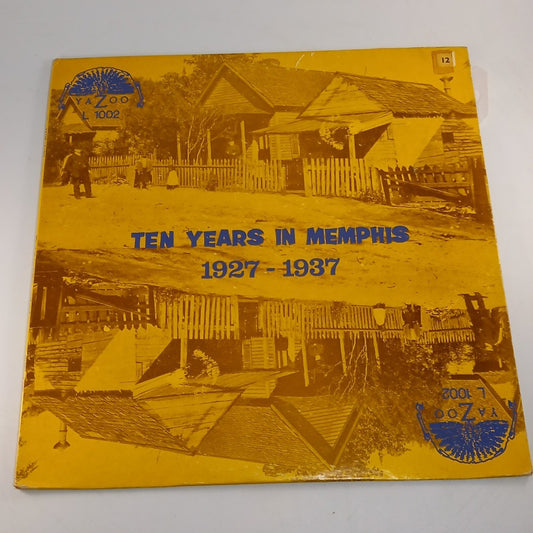 12
YAZOO
L 1002
TEN YEARS IN MEMPHIS
1927 - 1937
L 1002
YAZOO